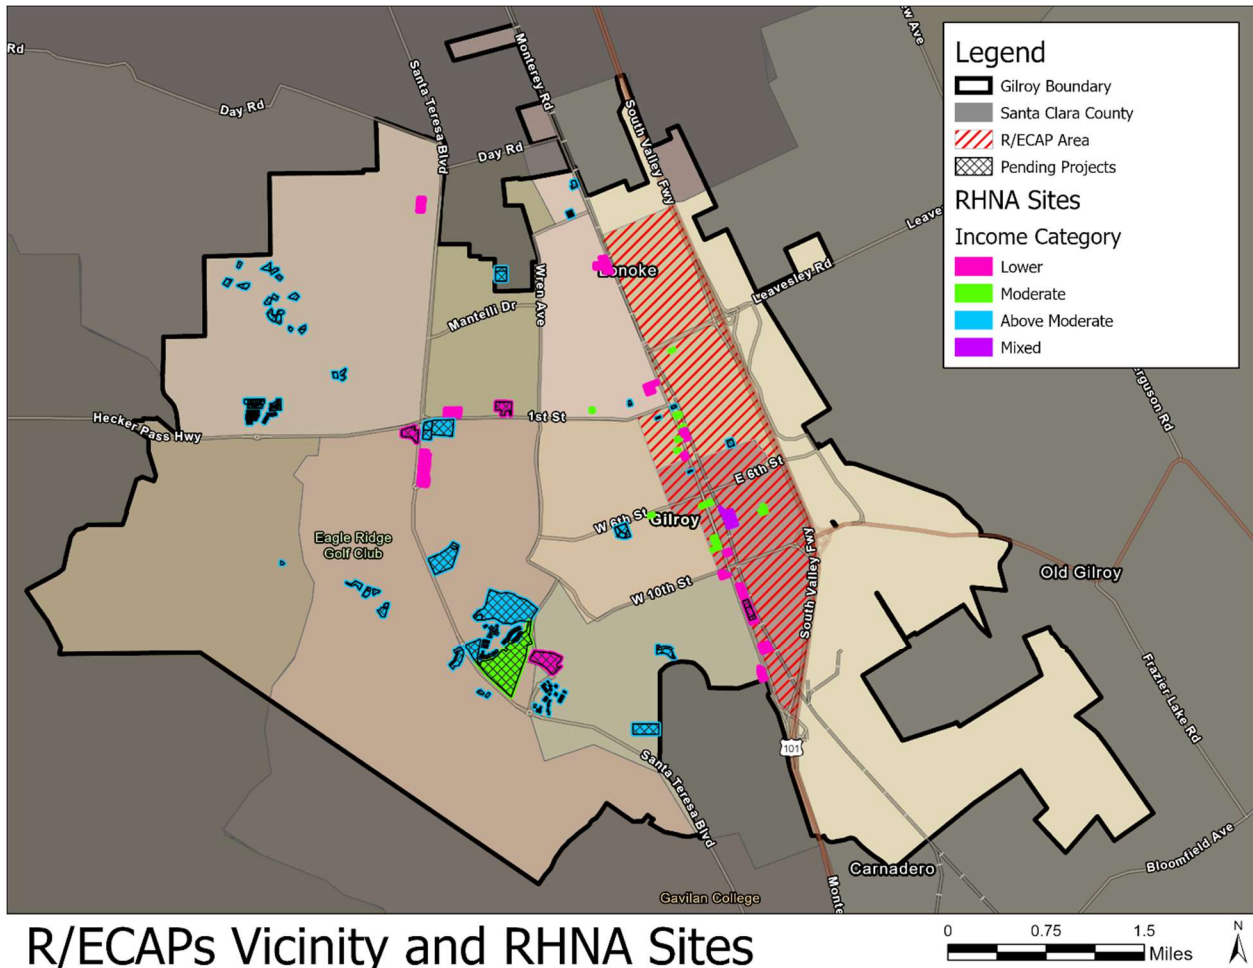 Rd
Day Rd
Santa Teresa Blvd
Monterey Rd
South Valley Fwy
Day Rd
Legend
Gilroy Boundary
Santa Clara County
R/ECAP Area
Pending Projects
RHNA Sites
Income Category
Lower
Moderate
Above Moderate
Mixed
Leavesley Rd
Wren Ave
Mantelli Dr
1st St
Hecker Pass Hwy
E 6th St
W 6th St
Gilroy
Eagle Ridge
Golf Club
W 10th St
South Valley Fwy
Old Gilroy
Frazier Lake Rd
101
Santa Teresa Blvd
Carnadero
Bloomfield Ave
Gavilan College
Monte
R/ECAPs Vicinity and RHNA Sites
0 0.75 1.5
Miles
N